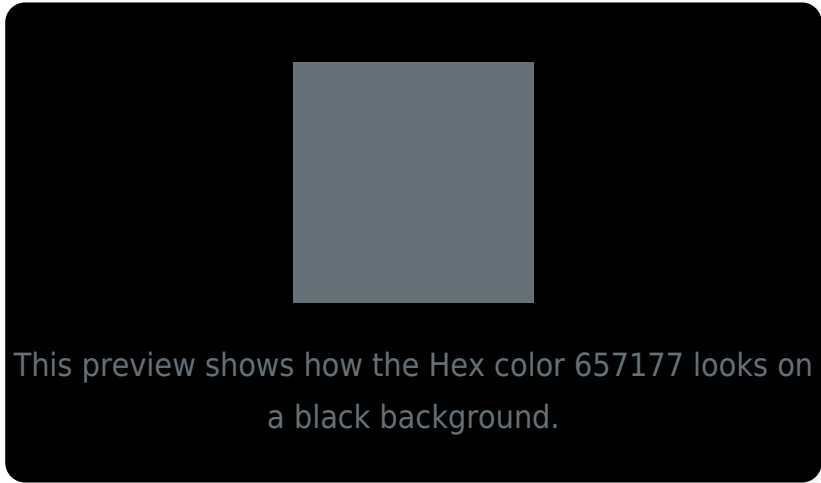 This preview shows how the Hex color 657177 looks on
a black background.